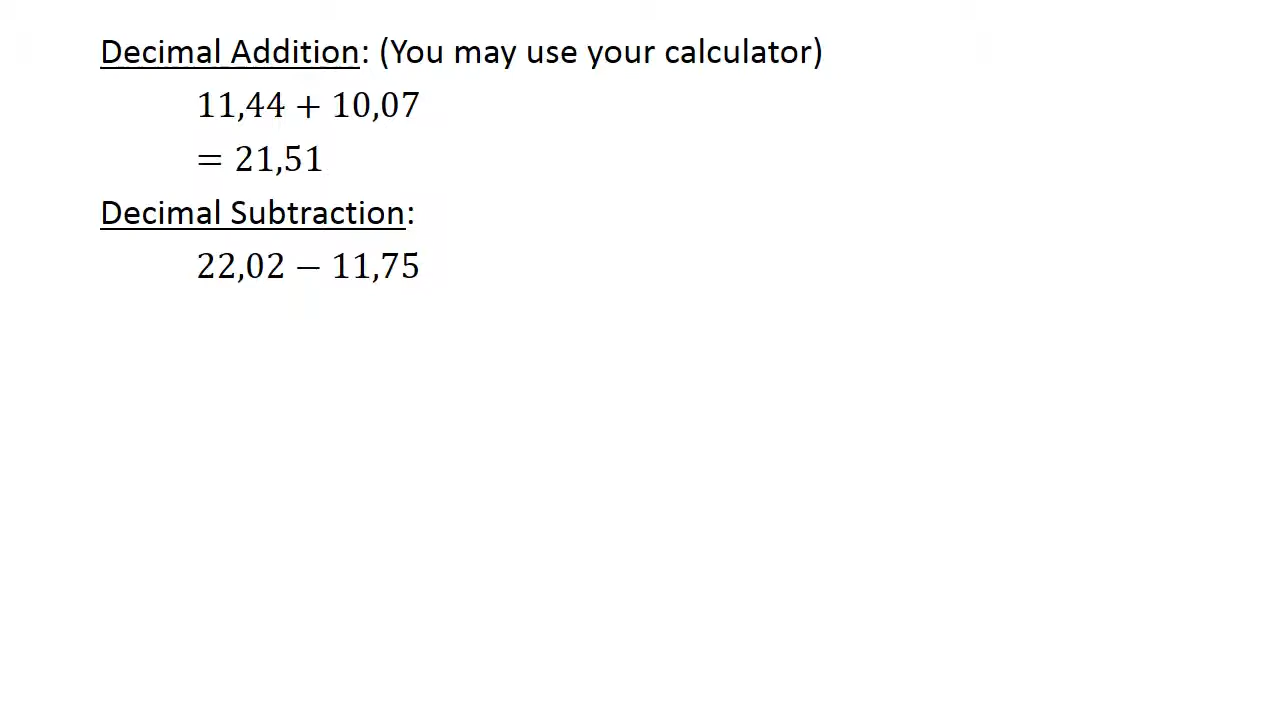 Decimal Addition: (You may use your calculator)
11,44 + 10,07
= 21,51
Decimal Subtraction:
22,02 − 11,75